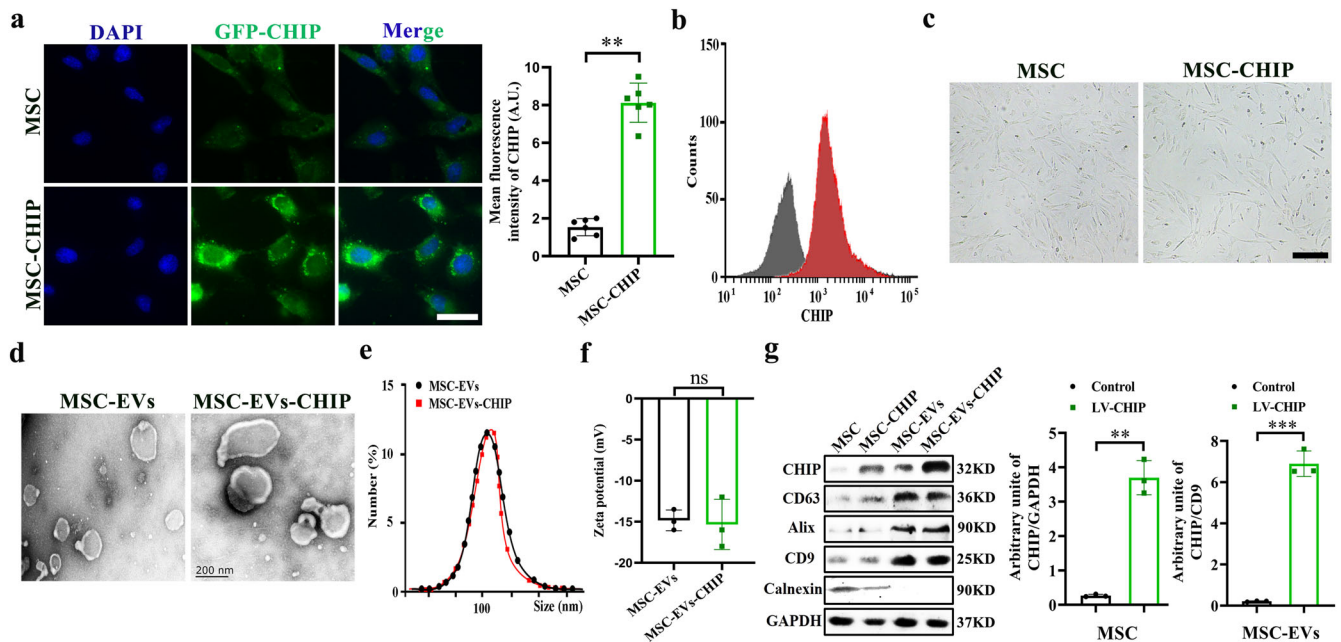 a
DAPI
GFP-CHIP
Merge
MSC
MSC-CHIP
Mean fluorescence
intensity of CHIP (A.U.)
**
10
8
6
4
2
0
MSC
MSC-CHIP
b
Counts
150
100
50
0
10^1
10^2
10^3
10^4
10^5
CHIP
c
MSC
MSC-CHIP
d
MSC-EVs
MSC-EVs-CHIP
200 nm
e
MSC-EVs
MSC-EVs-CHIP
Number (%)
15
12
9
6
3
0
100
Size (nm)
f
ns
Zeta potential (mV)
0
-5
-10
-15
-20
MSC-EVs
MSC-EVs-CHIP
g
MSC
MSC-CHIP
MSC-EVs
MSC-EVs-CHIP
CHIP 32KD
CD63 36KD
Alix 90KD
CD9 25KD
Calnexin 90KD
GAPDH 37KD
Control
LV-CHIP
**
Arbitrary unite of
CHIP/GAPDH
5
4
3
2
1
0
MSC
Control
LV-CHIP
***
Arbitrary unite of
CHIP/CD9
8
6
4
2
0
MSC-EVs